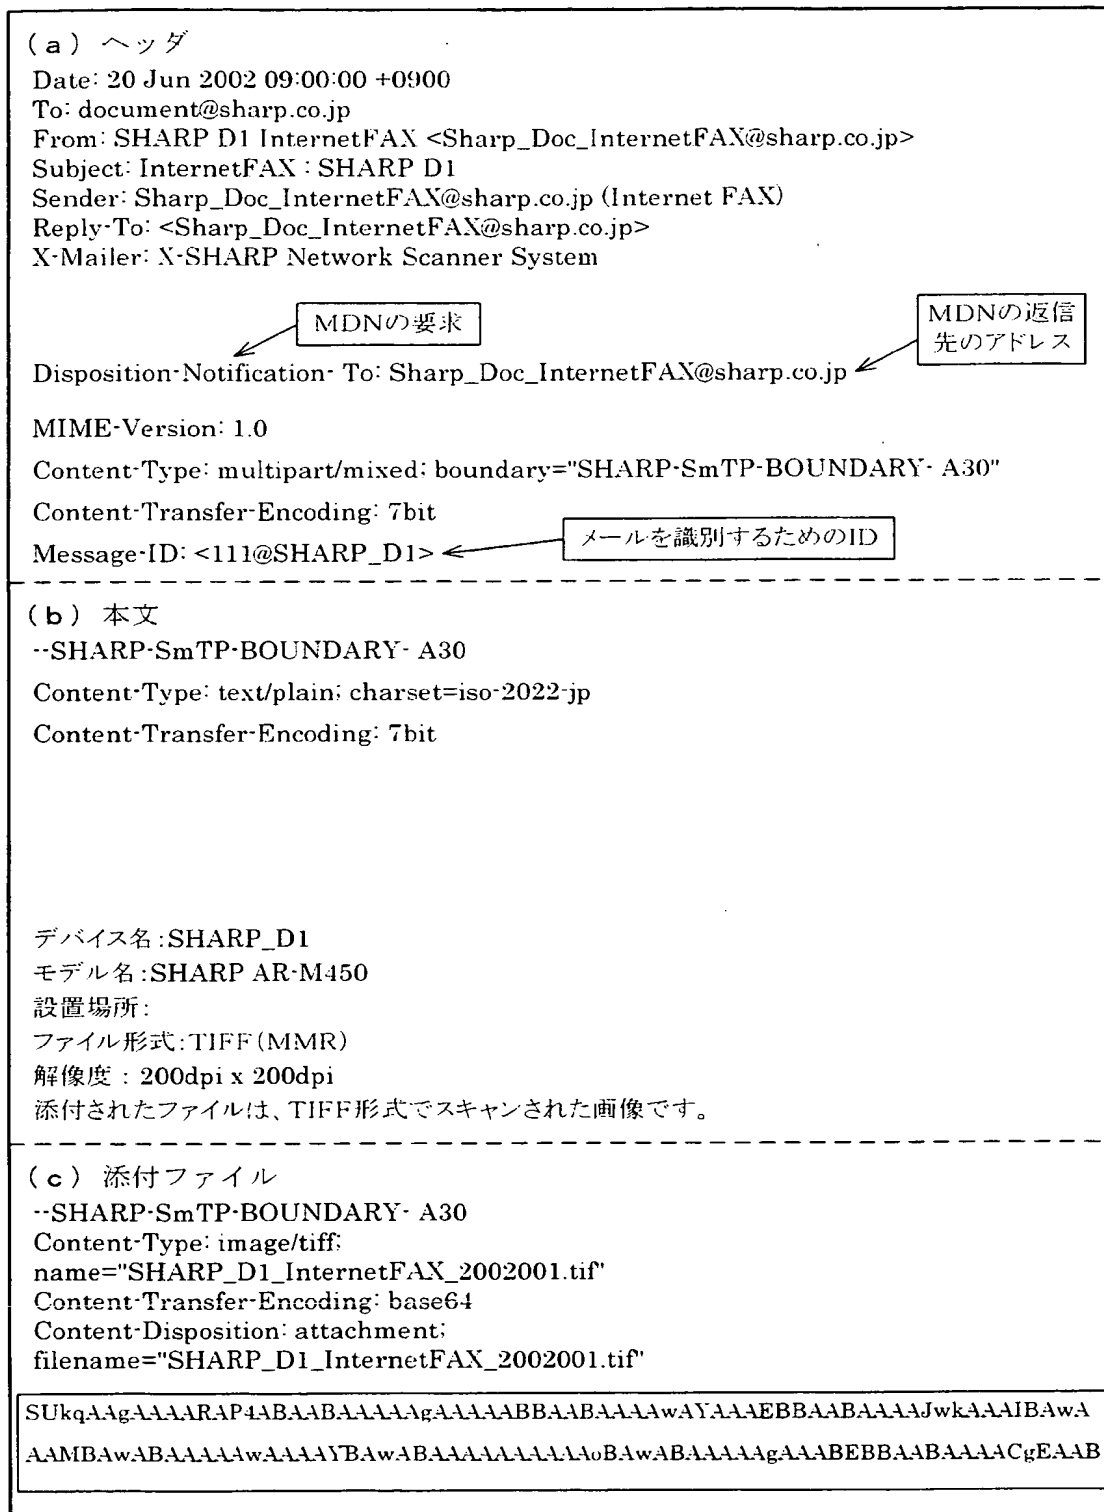 (a) ヘッダ
Date: 20 Jun 2002 09:00:00 +0900
To: document@sharp.co.jp
From: SHARP D1 InternetFAX <Sharp_Doc_InternetFAX@sharp.co.jp>
Subject: InternetFAX : SHARP D1
Sender: Sharp_Doc_InternetFAX@sharp.co.jp (Internet FAX)
Reply-To: <Sharp_Doc_InternetFAX@sharp.co.jp>
X-Mailer: X-SHARP Network Scanner System
MDNの要求
MDNの返信
先のアドレス
Disposition-Notification- To: Sharp_Doc_InternetFAX@sharp.co.jp
MIME-Version: 1.0
Content-Type: multipart/mixed; boundary="SHARP-SmTP-BOUNDARY- A30"
Content-Transfer-Encoding: 7bit
メールを識別するためのID
Message-ID: <111@SHARP_D1>
(b) 本文
--SHARP-SmTP-BOUNDARY- A30
Content-Type: text/plain; charset=iso-2022-jp
Content-Transfer-Encoding: 7bit
デバイス名:SHARP_D1
モデル名:SHARP AR-M450
設置場所:
ファイル形式:TIFF(MMR)
解像度 : 200dpi x 200dpi
添付されたファイルは、TIFF形式でスキャンされた画像です。
(c) 添付ファイル
--SHARP-SmTP-BOUNDARY- A30
Content-Type: image/tiff;
name="SHARP_D1_InternetFAX_2002001.tif"
Content-Transfer-Encoding: base64
Content-Disposition: attachment;
filename="SHARP_D1_InternetFAX_2002001.tif"
SUkqAAgAAAARAP4ABAABAAAAAgAAAAABBAABAAAAwAYAAAEBBAABAAAAJwkAAAIBAwA
AAMBAwABAAAAAwAAAAYBAwABAAAAAAAAAAoBAwABAAAAAgAAABEBBAABAAAACgEAAB